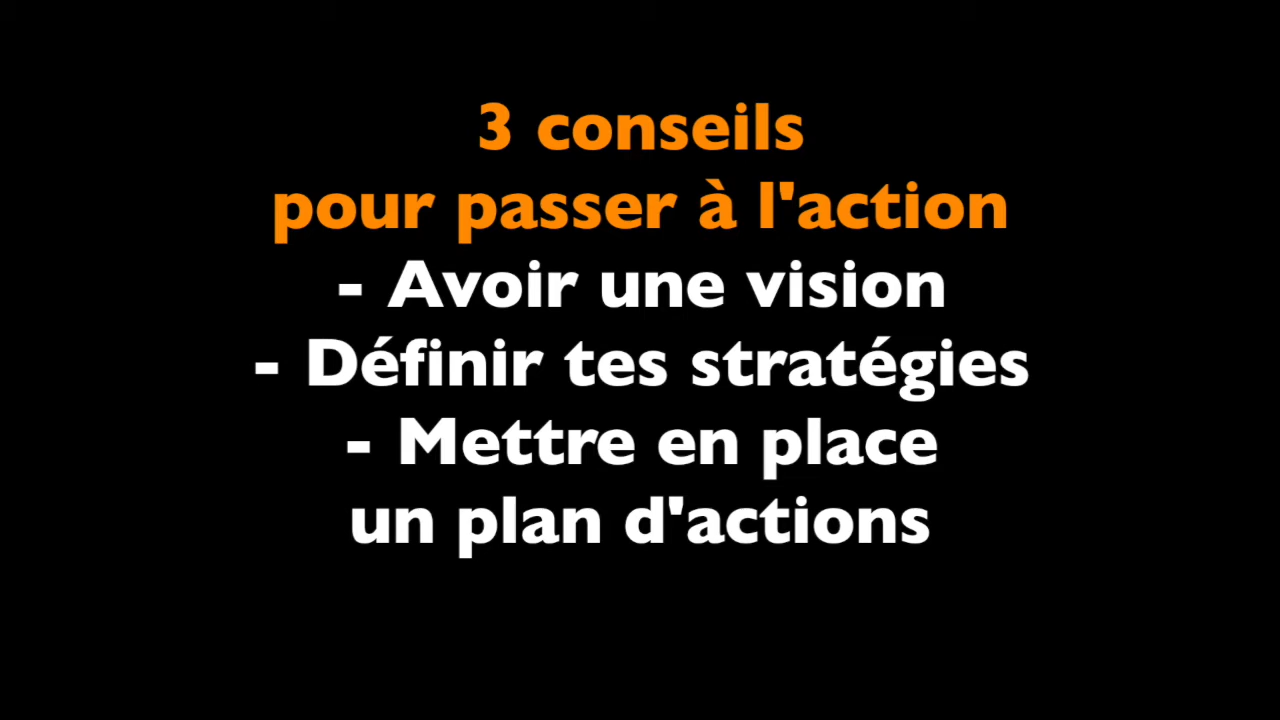 3 conseils
pour passer à l'action
- Avoir une vision
- Définir tes stratégies
- Mettre en place
un plan d'actions